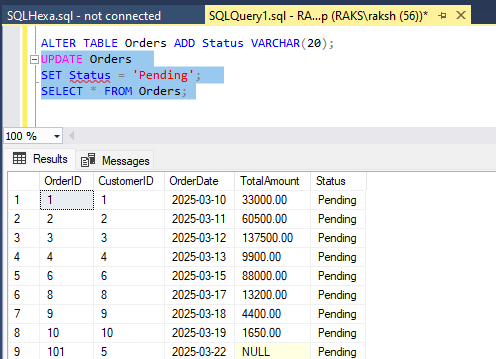 SQLHexa.sql - not connected SQLQuery1.sql - RA...p (RAKS\raksh (56))*
ALTER TABLE Orders ADD Status VARCHAR(20);
UPDATE Orders
SET Status = 'Pending';
SELECT * FROM Orders;
100 %
Results Messages
OrderID CustomerID OrderDate TotalAmount Status
1 1 1 2025-03-10 33000.00 Pending
2 2 2 2025-03-11 60500.00 Pending
3 3 3 2025-03-12 137500.00 Pending
4 4 4 2025-03-13 9900.00 Pending
5 6 6 2025-03-15 88000.00 Pending
6 8 8 2025-03-17 13200.00 Pending
7 9 9 2025-03-18 4400.00 Pending
8 10 10 2025-03-19 1650.00 Pending
9 101 5 2025-03-22 NULL Pending